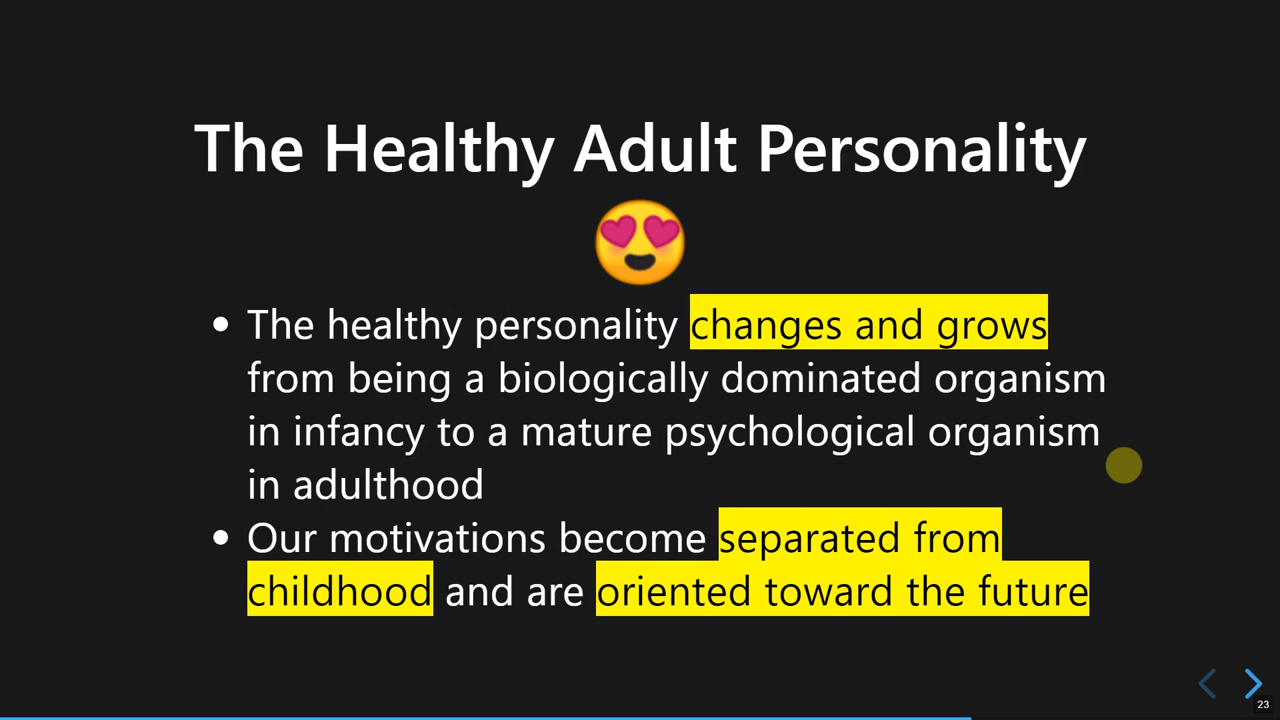 The Healthy Adult Personality
😍
• The healthy personality changes and grows
from being a biologically dominated organism
in infancy to a mature psychological organism
in adulthood
• Our motivations become separated from
childhood and are oriented toward the future
23